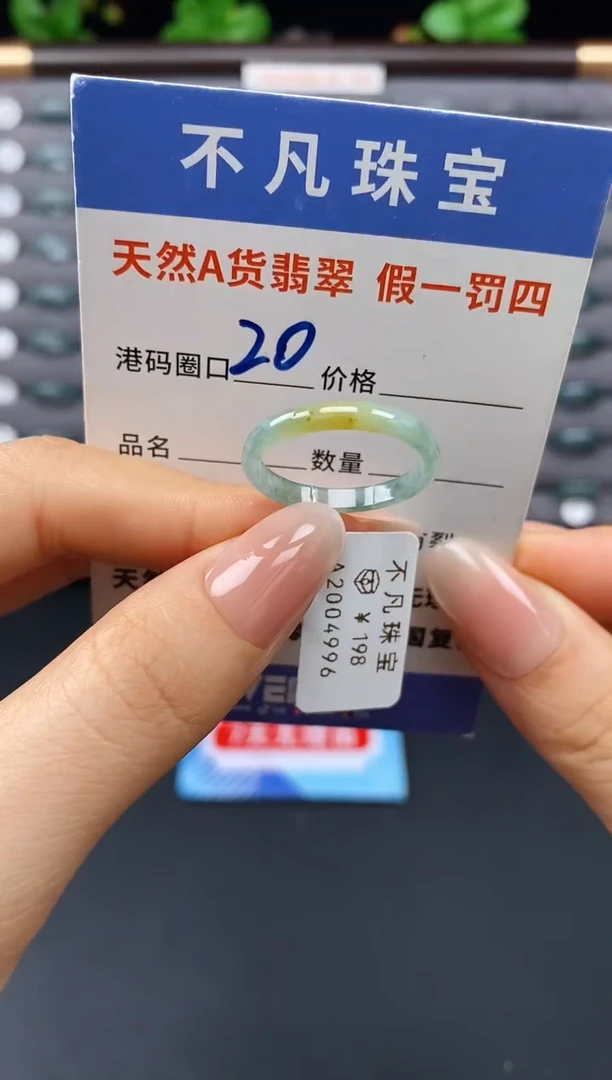 不凡珠宝
天然A货翡翠 假一罚四
港码圈口 20 价格
品名 数量
不凡珠宝
￥198
A2004996